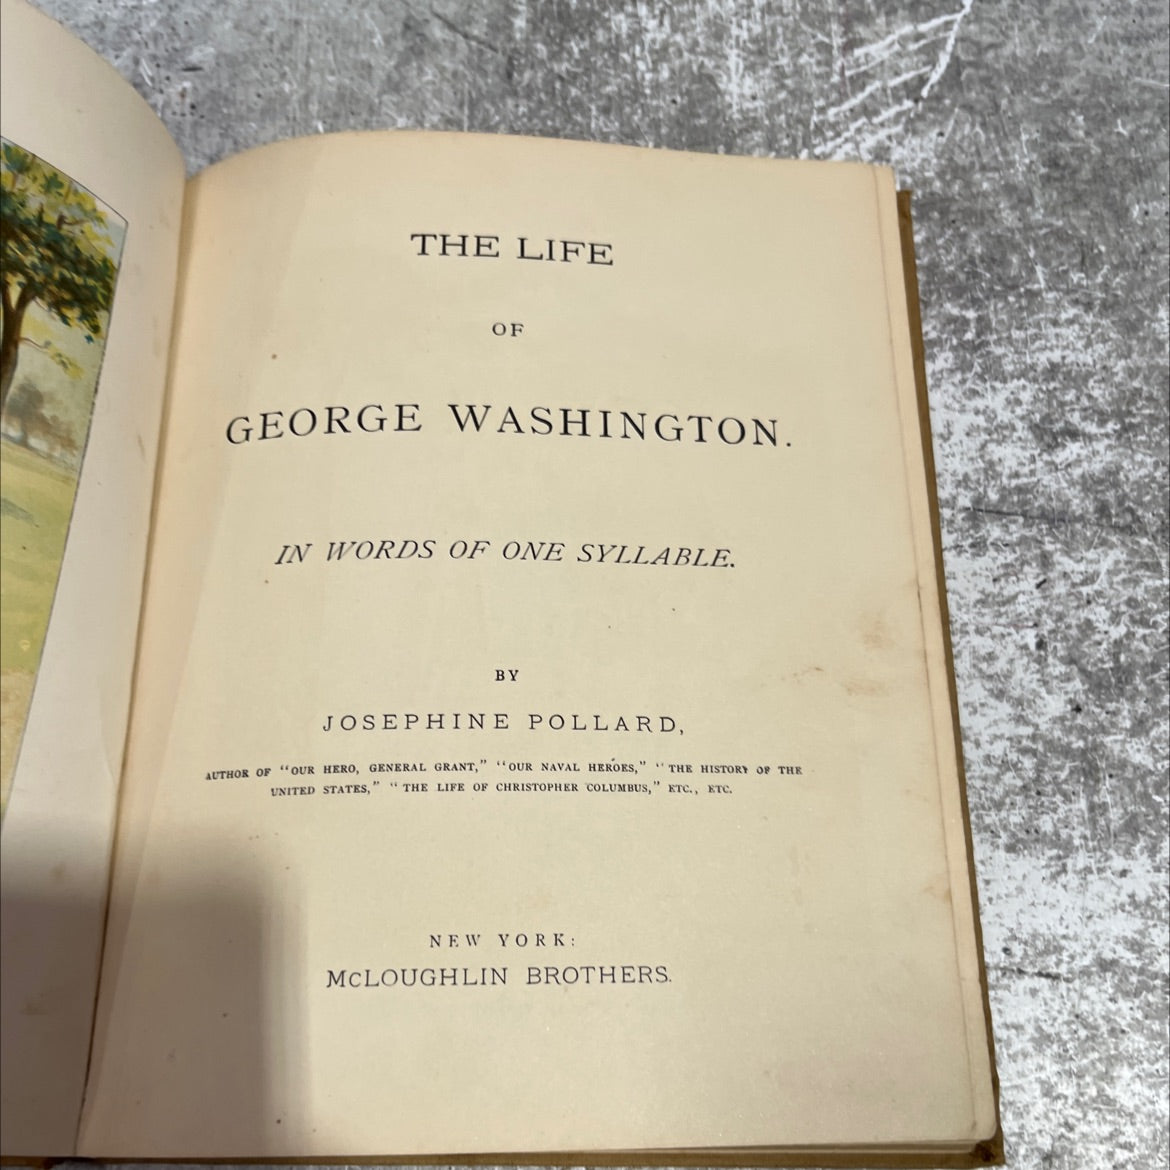 THE LIFE
OF
GEORGE WASHINGTON.
IN WORDS OF ONE SYLLABLE.
BY
JOSEPHINE POLLARD,
AUTHOR OF "OUR HERO, GENERAL GRANT," "OUR NAVAL HEROES," "THE HISTORY OF THE
UNITED STATES," "THE LIFE OF CHRISTOPHER COLUMBUS," ETC., ETC.
NEW YORK:
McLOUGHLIN BROTHERS.